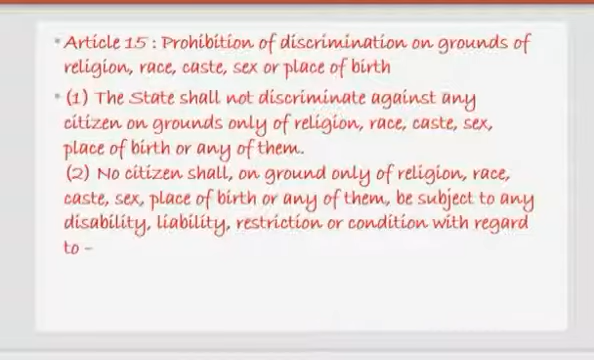 * Article 15 : Prohibition of discrimination on grounds of
religion, race, caste, sex or place of birth
* (1) The State shall not discriminate against any
citizen on grounds only of religion, race, caste, sex,
place of birth or any of them.
(2) No citizen shall, on ground only of religion, race,
caste, sex, place of birth or any of them, be subject to any
disability, liability, restriction or condition with regard
to –